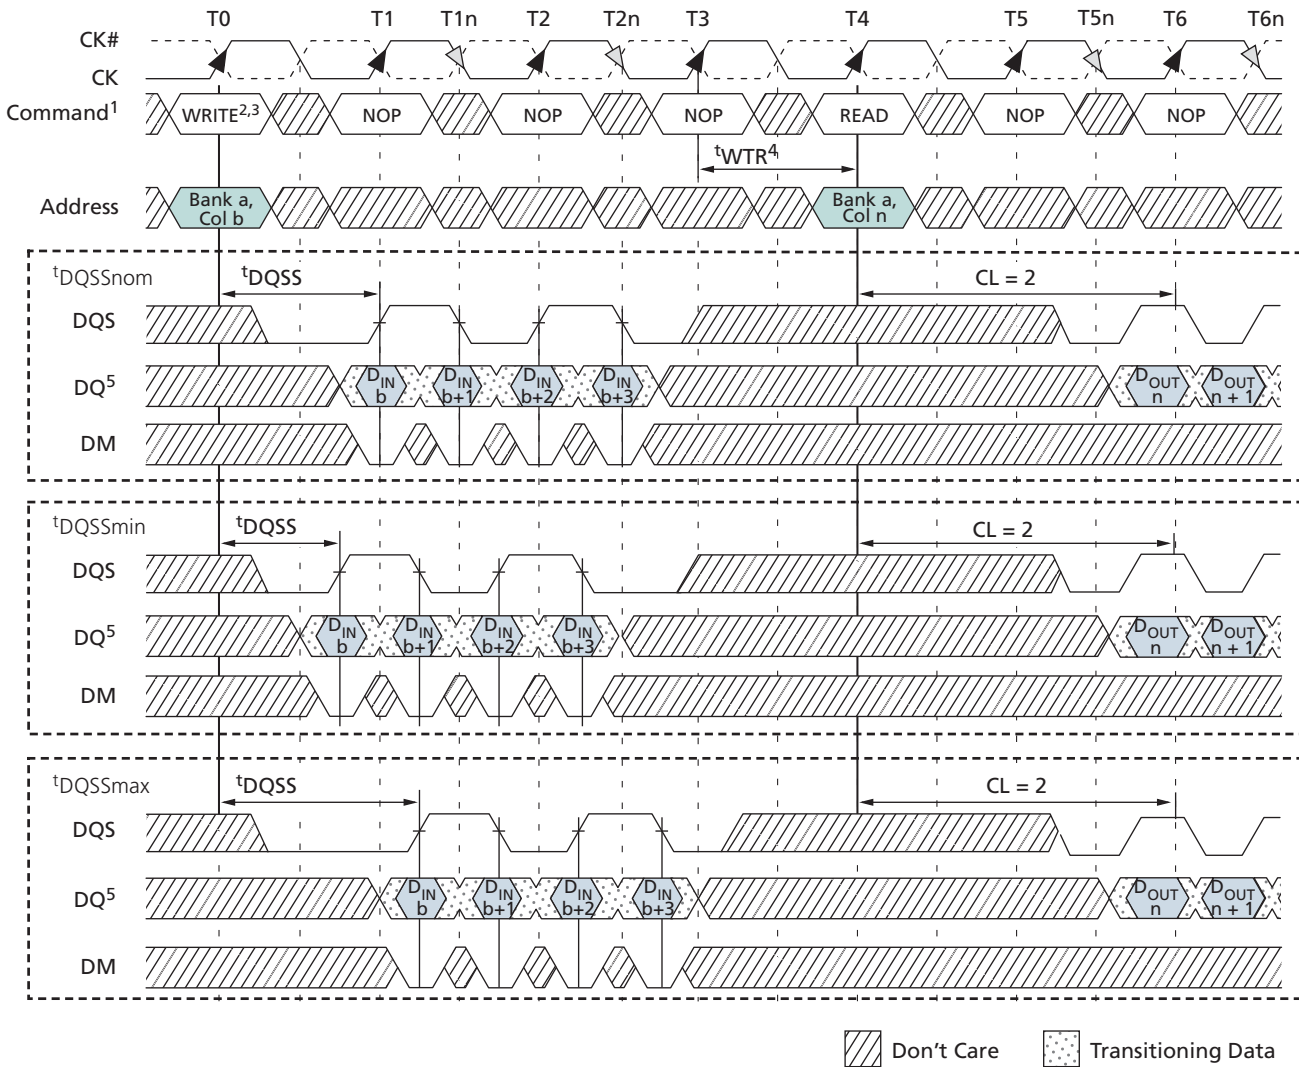 T0 T1 T1n T2 T2n T3 T4 T5 T5n T6 T6n
CK#
CK
Command¹ WRITE²,³ NOP NOP NOP READ NOP NOP
ᵗWTR⁴
Address Bank a, Col b Bank a, Col n
ᵗDQSSnom ᵗDQSS CL = 2
DQS
DQ⁵ DIN b DIN b+1 DIN b+2 DIN b+3 DOUT n DOUT n + 1
DM
ᵗDQSSmin ᵗDQSS CL = 2
DQS
DQ⁵ DIN b DIN b+1 DIN b+2 DIN b+3 DOUT n DOUT n + 1
DM
ᵗDQSSmax ᵗDQSS CL = 2
DQS
DQ⁵ DIN b DIN b+1 DIN b+2 DIN b+3 DOUT n DOUT n + 1
DM
Don't Care Transitioning Data